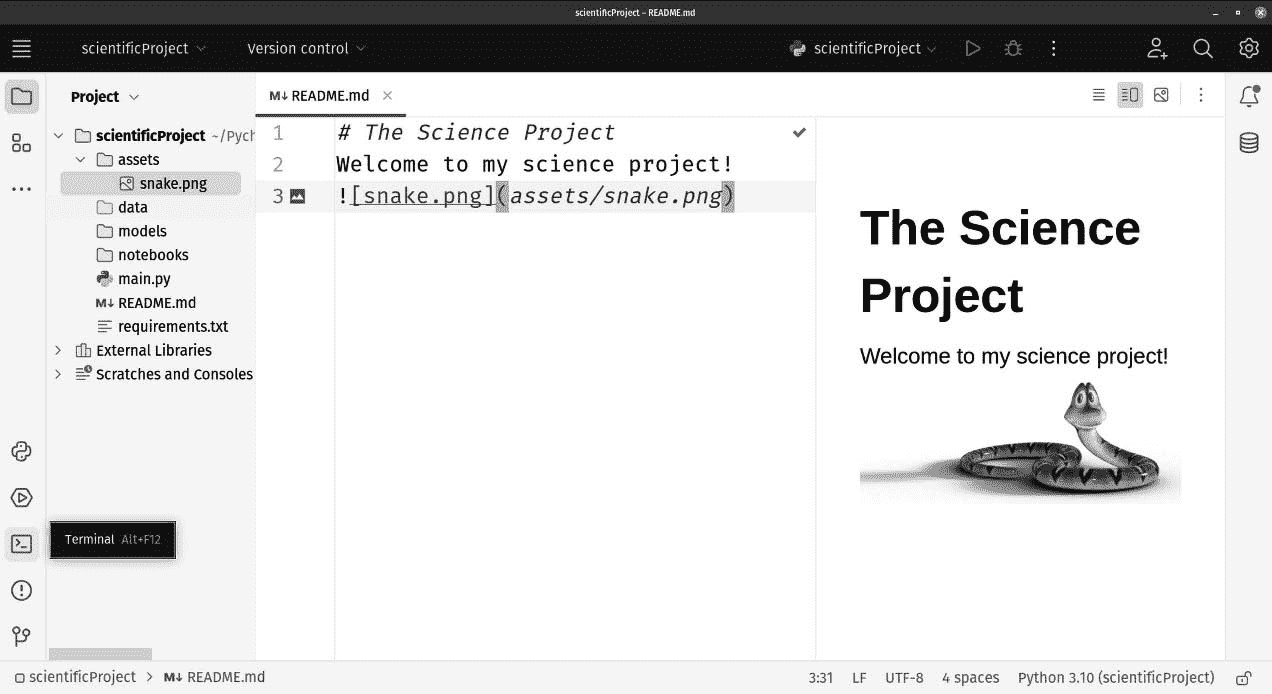 scientificProject – README.md
scientificProject
Version control
scientificProject
Project
M↓ README.md
scientificProject ~/Pych
assets
snake.png
data
models
notebooks
main.py
M↓ README.md
requirements.txt
External Libraries
Scratches and Consoles
1 # The Science Project
2 Welcome to my science project!
3 ![snake.png](assets/snake.png)
The Science
Project
Welcome to my science project!
Terminal Alt+F12
scientificProject > M↓ README.md
3:31 LF UTF-8 4 spaces Python 3.10 (scientificProject)